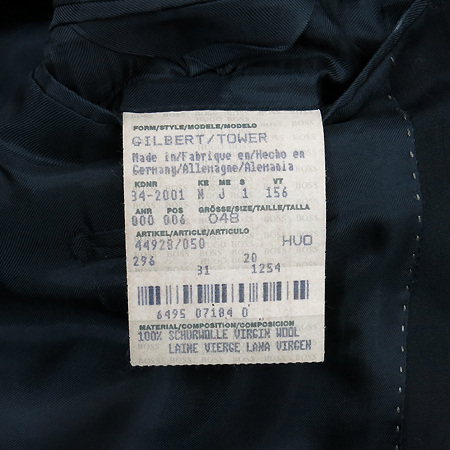 FORM/STYLE/MODELE/MODELO
GILBERT/TOWER
Made in/Fabrique en/Hecho en
Germany/Allemagne/Alemania
KDNR KE ME S VT
34-2001 N J 1 156
ANR POS GRÖSSE/SIZE/TAILLE/TALLA
000 006 048
ARTIKEL/ARTICLE/ARTICULO
44928/050 HUO
296 20
31 1254
6495 07184 0
MATERIAL/COMPOSITION/COMPOSICION
100% SCHURWOLLE VIRGIN WOOL
LAINE VIERGE LANA VIRGEN